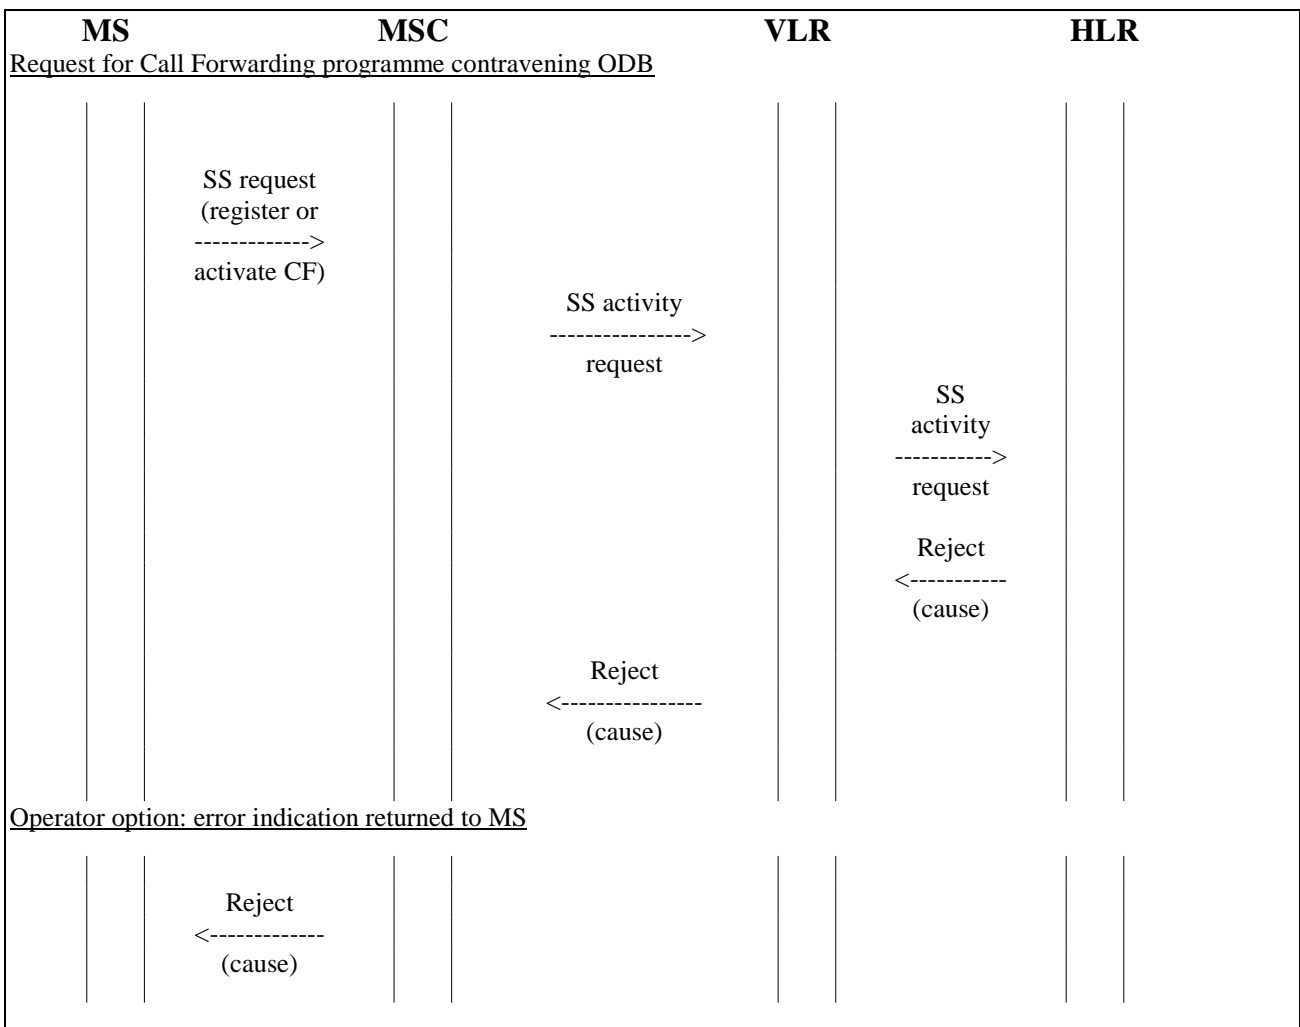 MS MSC VLR HLR
Request for Call Forwarding programme contravening ODB
SS request
(register or
------------->
activate CF)
SS activity
---------------->
request
SS
activity
----------->
request
Reject
<-----------
(cause)
Reject
<----------------
(cause)
Operator option: error indication returned to MS
Reject
<-------------
(cause)